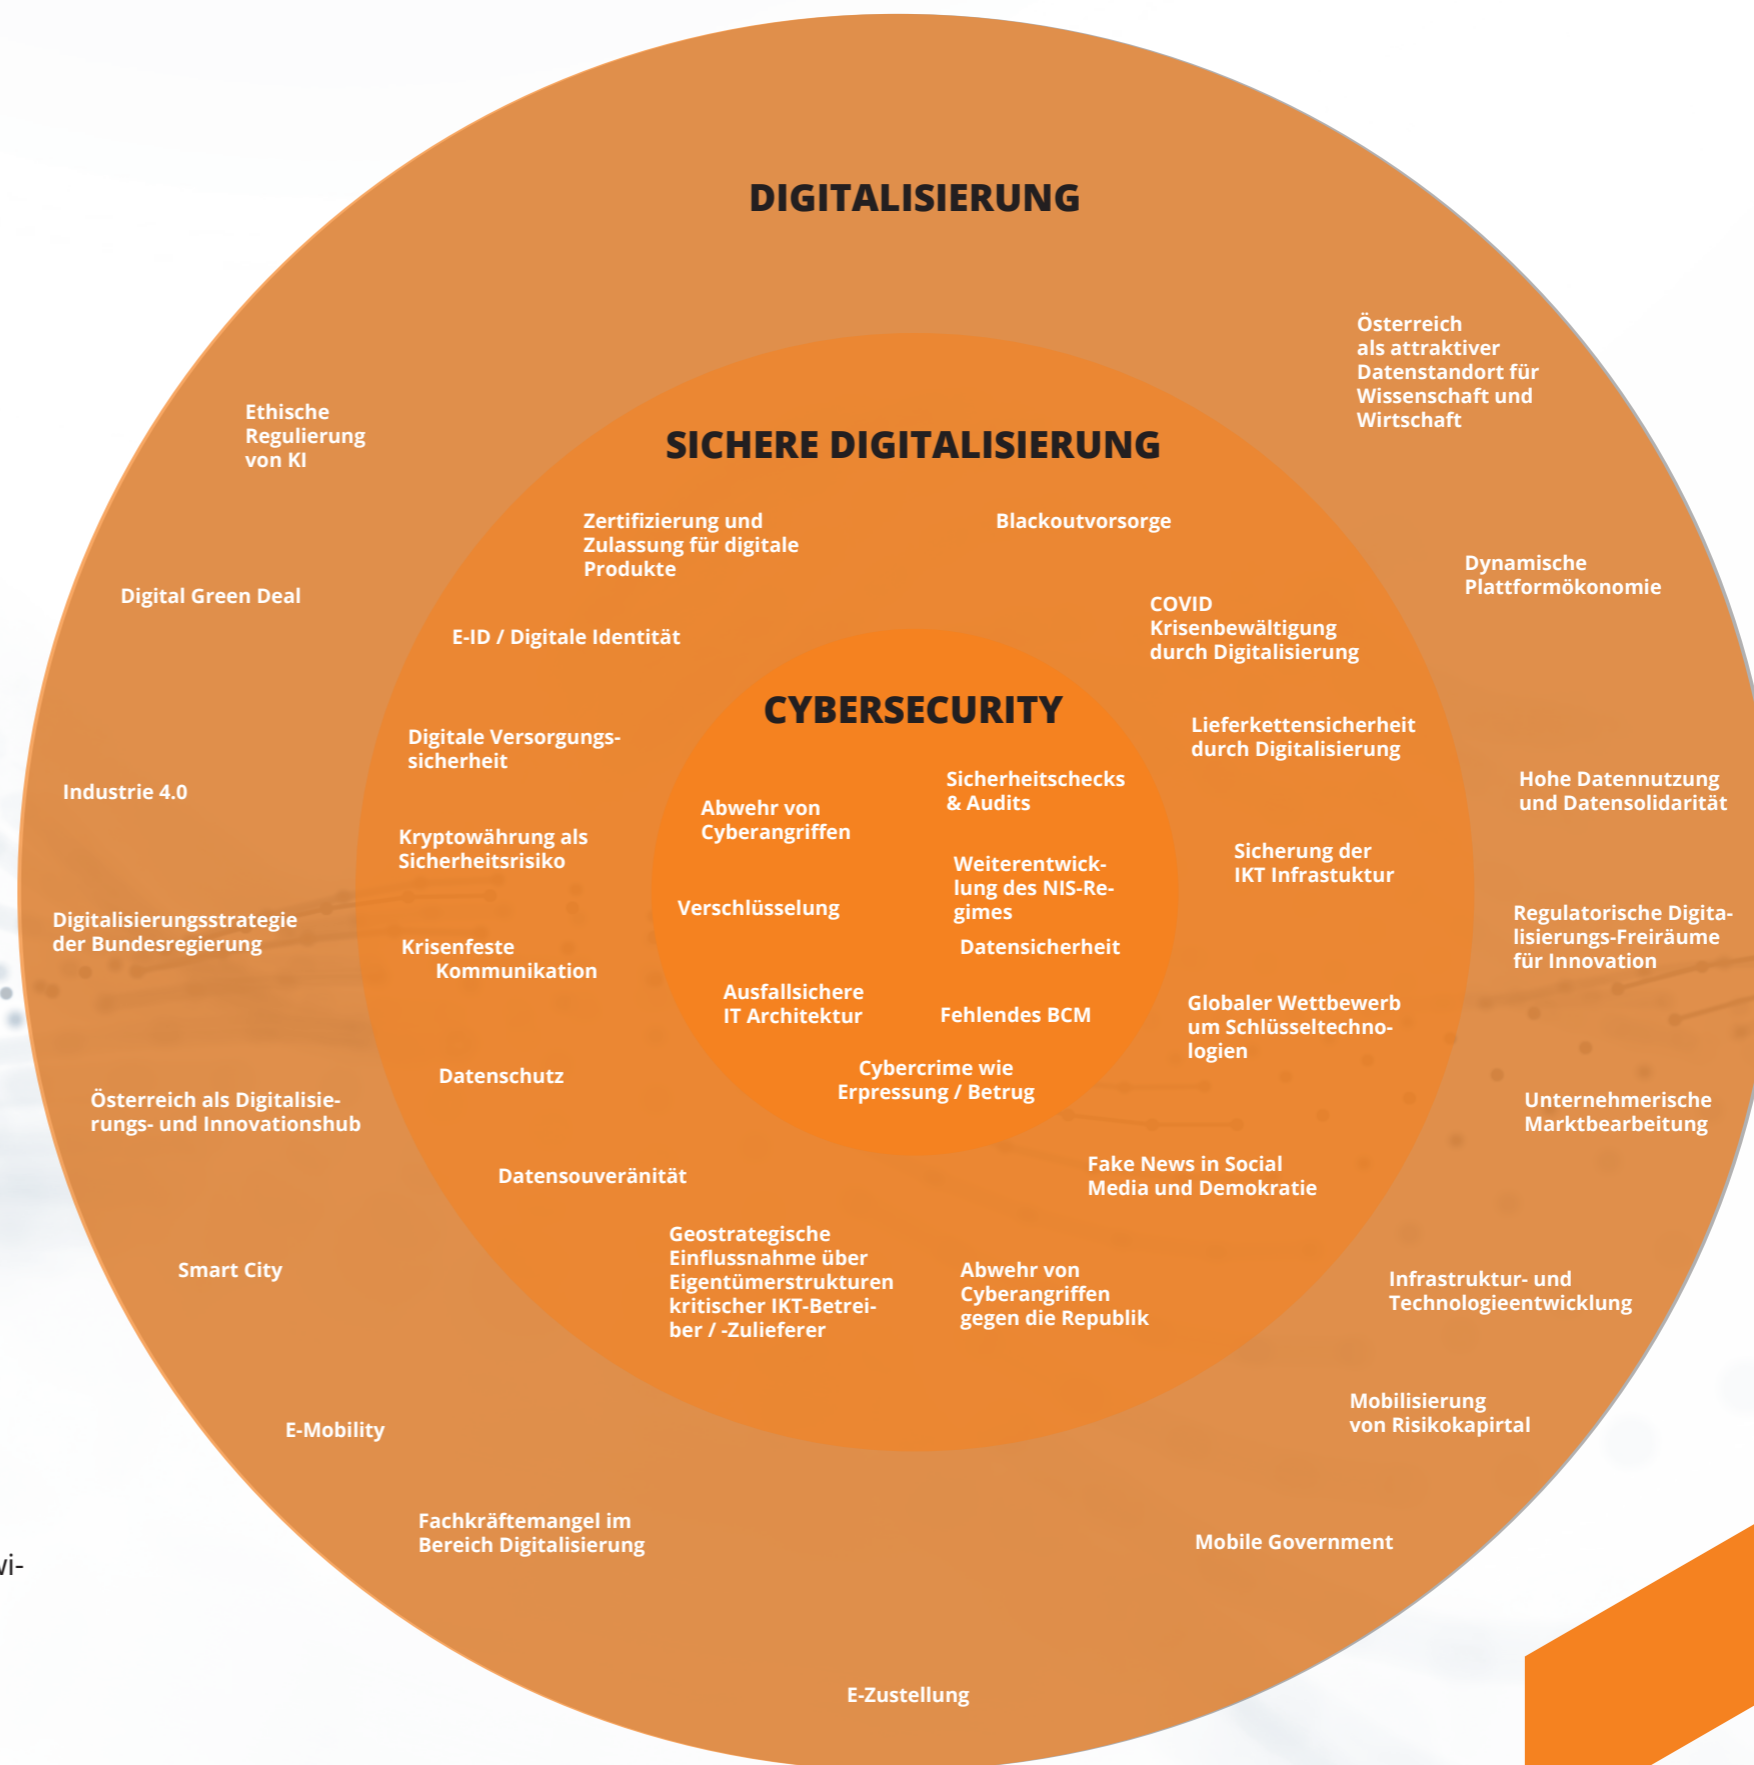 DIGITALISIERUNG
Österreich
als attraktiver
Datenstandort für
Wissenschaft und
Wirtschaft
Ethische
Regulierung
von KI
SICHERE DIGITALISIERUNG
Zertifizierung und
Zulassung für digitale
Produkte
Blackoutvorsorge
Dynamische
Plattformökonomie
Digital Green Deal
COVID
Krisenbewältigung
durch Digitalisierung
E-ID / Digitale Identität
CYBERSECURITY
Digitale Versorgungs-
sicherheit
Lieferkettensicherheit
durch Digitalisierung
Industrie 4.0
Sicherheitschecks
& Audits
Hohe Datennutzung
und Datensolidarität
Abwehr von
Cyberangriffen
Kryptowährung als
Sicherheitsrisiko
Sicherung der
IKT Infrastuktur
Weiterentwick-
lung des NIS-Re-
gimes
Verschlüsselung
Digitalisierungsstrategie
der Bundesregierung
Regulatorische Digita-
lisierungs-Freiräume
für Innovation
Krisenfeste
Kommunikation
Datensicherheit
Ausfallsichere
IT Architektur
Fehlendes BCM
Globaler Wettbewerb
um Schlüsseltechno-
logien
Cybercrime wie
Erpressung / Betrug
Datenschutz
Österreich als Digitalisie-
rungs- und Innovationshub
Unternehmerische
Marktbearbeitung
Datensouveränität
Fake News in Social
Media und Demokratie
Geostrategische
Einflussnahme über
Eigentümerstrukturen
kritischer IKT-Betrei-
ber / -Zulieferer
Abwehr von
Cyberangriffen
gegen die Republik
Smart City
Infrastruktur- und
Technologieentwicklung
E-Mobility
Mobilisierung
von Risikokapirtal
Fachkräftemangel im
Bereich Digitalisierung
Mobile Government
E-Zustellung